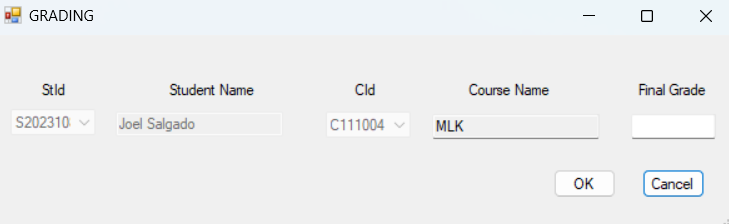 GRADING
StId Student Name CId Course Name Final Grade
S202310 Joel Salgado C111004 MLK
OK Cancel